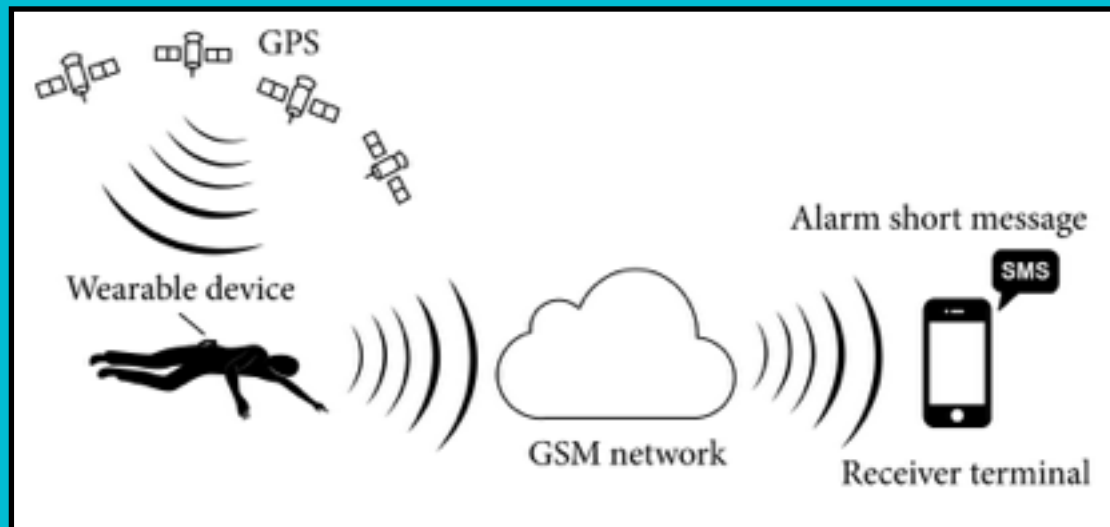 GPS
Wearable device
Alarm short message
SMS
GSM network
Receiver terminal